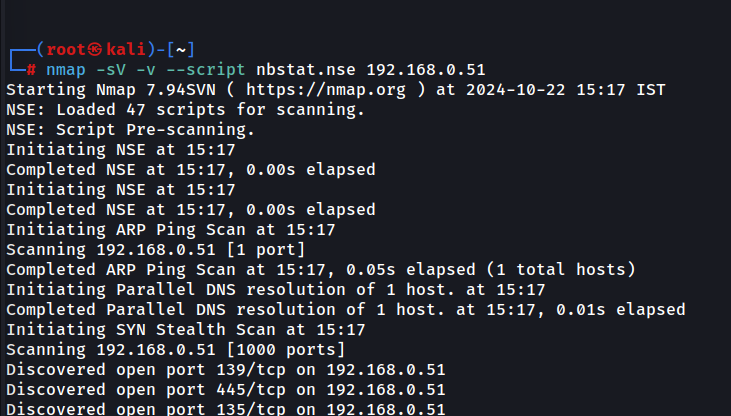 (root㉿kali)-[~]
# nmap -sV -v --script nbstat.nse 192.168.0.51
Starting Nmap 7.94SVN ( https://nmap.org ) at 2024-10-22 15:17 IST
NSE: Loaded 47 scripts for scanning.
NSE: Script Pre-scanning.
Initiating NSE at 15:17
Completed NSE at 15:17, 0.00s elapsed
Initiating NSE at 15:17
Completed NSE at 15:17, 0.00s elapsed
Initiating ARP Ping Scan at 15:17
Scanning 192.168.0.51 [1 port]
Completed ARP Ping Scan at 15:17, 0.05s elapsed (1 total hosts)
Initiating Parallel DNS resolution of 1 host. at 15:17
Completed Parallel DNS resolution of 1 host. at 15:17, 0.01s elapsed
Initiating SYN Stealth Scan at 15:17
Scanning 192.168.0.51 [1000 ports]
Discovered open port 139/tcp on 192.168.0.51
Discovered open port 445/tcp on 192.168.0.51
Discovered open port 135/tcp on 192.168.0.51